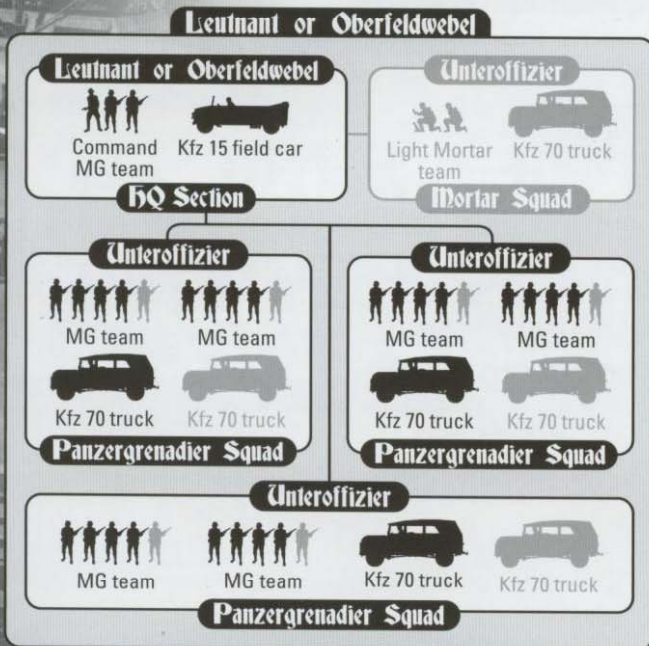 Leutnant or Oberfeldwebel
Leutnant or Oberfeldwebel
Command
MG team
Kfz 15 field car
HQ Section
Unteroffizier
Light Mortar
team
Kfz 70 truck
Mortar Squad
Unteroffizier
MG team
MG team
Kfz 70 truck
Kfz 70 truck
Panzergrenadier Squad
Unteroffizier
MG team
MG team
Kfz 70 truck
Kfz 70 truck
Panzergrenadier Squad
Unteroffizier
MG team
MG team
Kfz 70 truck
Kfz 70 truck
Panzergrenadier Squad